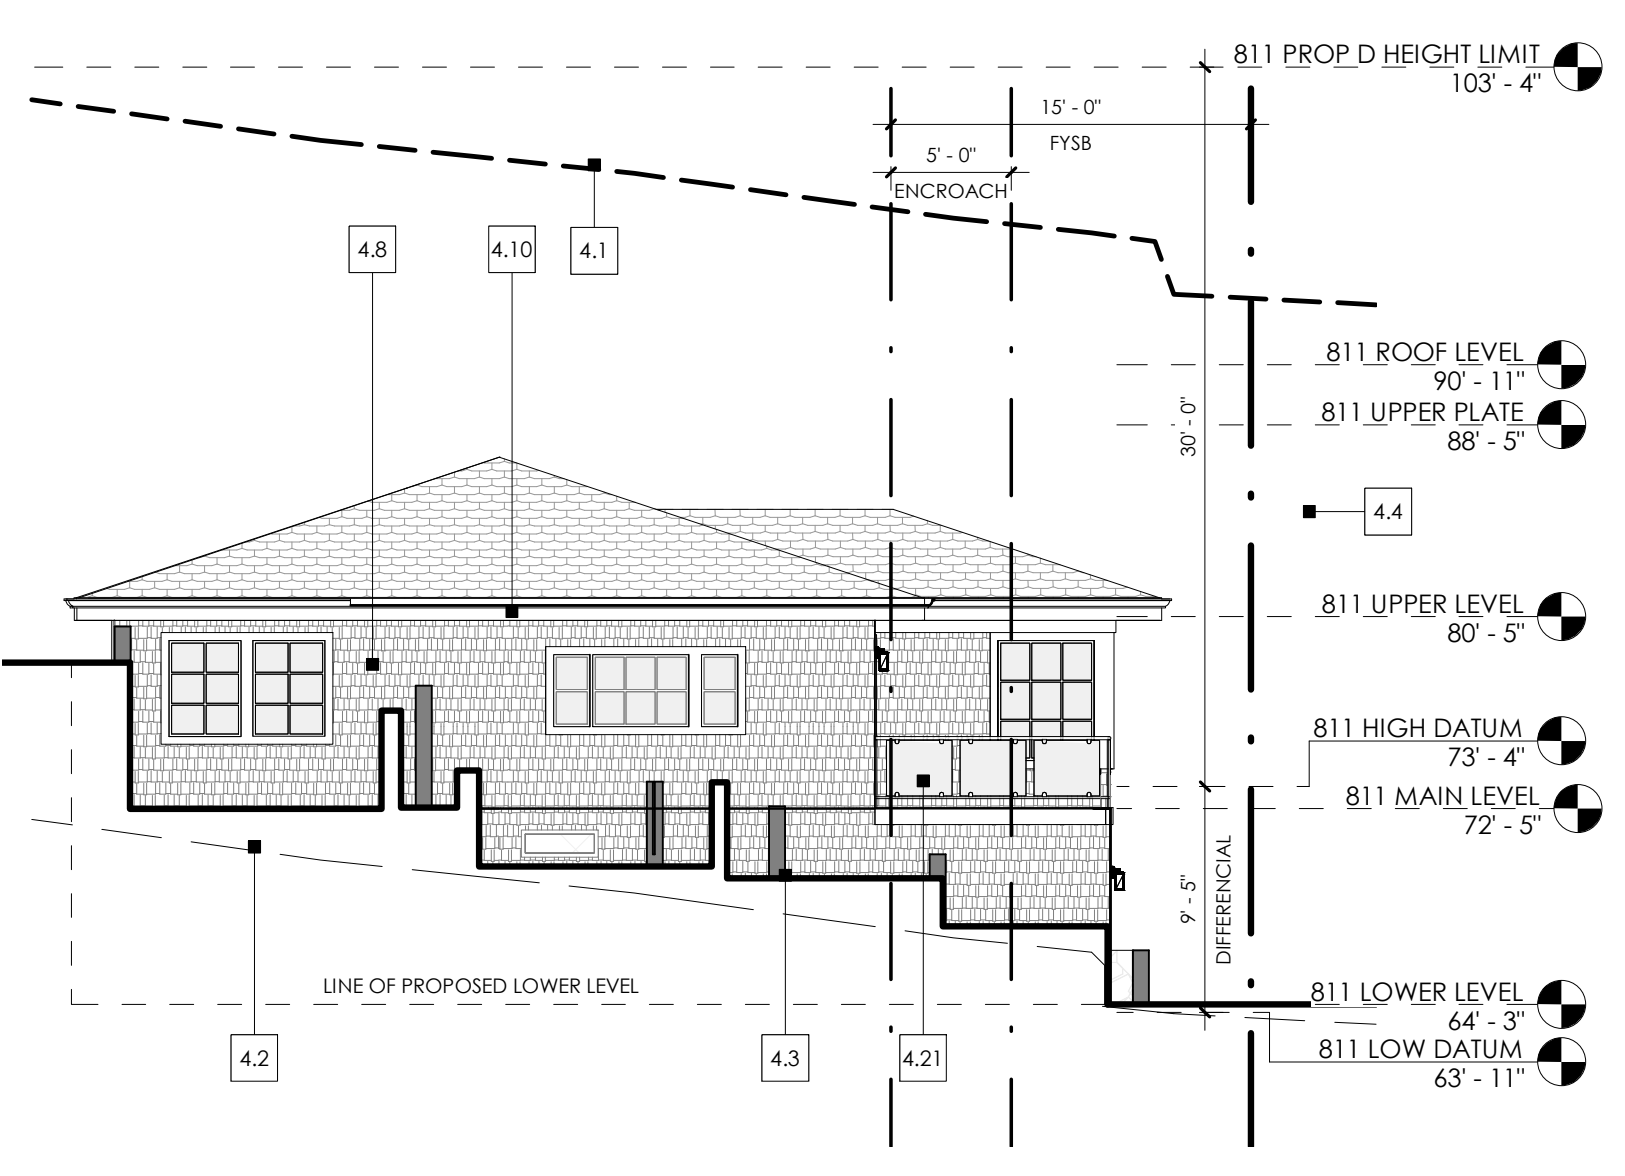 811 PROP D HEIGHT LIMIT
103' - 4"
15' - 0"
FYSB
5' - 0"
ENCROACH
4.8
4.10
4.1
811 ROOF LEVEL
90' - 11"
811 UPPER PLATE
88' - 5"
30' - 0"
4.4
811 UPPER LEVEL
80' - 5"
811 HIGH DATUM
73' - 4"
811 MAIN LEVEL
72' - 5"
9' - 5"
DIFFERENCIAL
LINE OF PROPOSED LOWER LEVEL
811 LOWER LEVEL
64' - 3"
811 LOW DATUM
63' - 11"
4.2
4.3
4.21